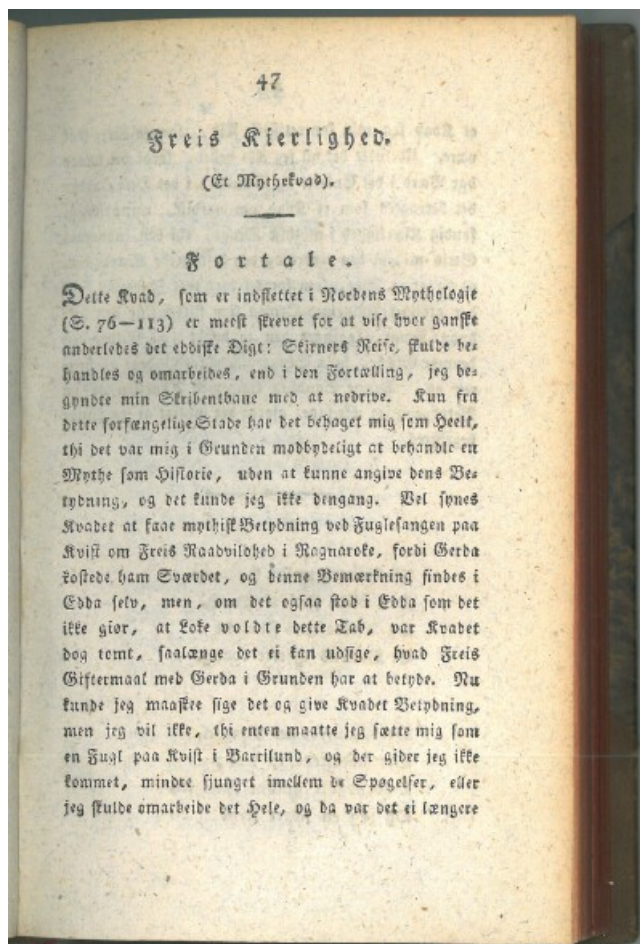 47
Freis Kierlighed.
(Et Mythekvad).
Fortale.
Dette Kvad, som er indflettet i Nordens Mythologie
(S. 76—113) er meest skrevet for at vise hvor ganske
anderledes det eddiske Digt: Skirners Reise, skulde be-
handles og omarbeides, end i den Fortælling, jeg be-
gyndte min Skribentbane med at nedrive. Kun fra
dette forfængelige Stade har det behaget mig som Heelt,
thi det var mig i Grunden modbydeligt at behandle en
Mythe som Historie, uden at kunne angive dens Be-
tydning, og det kunde jeg ikke dengang. Vel synes
Kvadet at faae mythisk Betydning ved Fuglesangen paa
Kvist om Freis Raadvildhed i Ragnaroke, fordi Gerda
kostede ham Sværdet, og denne Bemærkning findes i
Edda selv, men, om det ogsaa stod i Edda som det
ikke giør, at Loke voldte dette Tab, var Kvadet
dog tomt, saalænge det ei kan udsige, hvad Freis
Giftermaal med Gerda i Grunden har at betyde. Nu
kunde jeg maaskee sige det og give Kvadet Betydning,
men jeg vil ikke, thi enten maatte jeg sætte mig som
en Fugl paa Kvist i Barrilund, og der gider jeg ikke
kommet, mindre sjunget imellem de Spøgelser, eller
jeg skulde omarbeide det Hele, og da var det ei længere